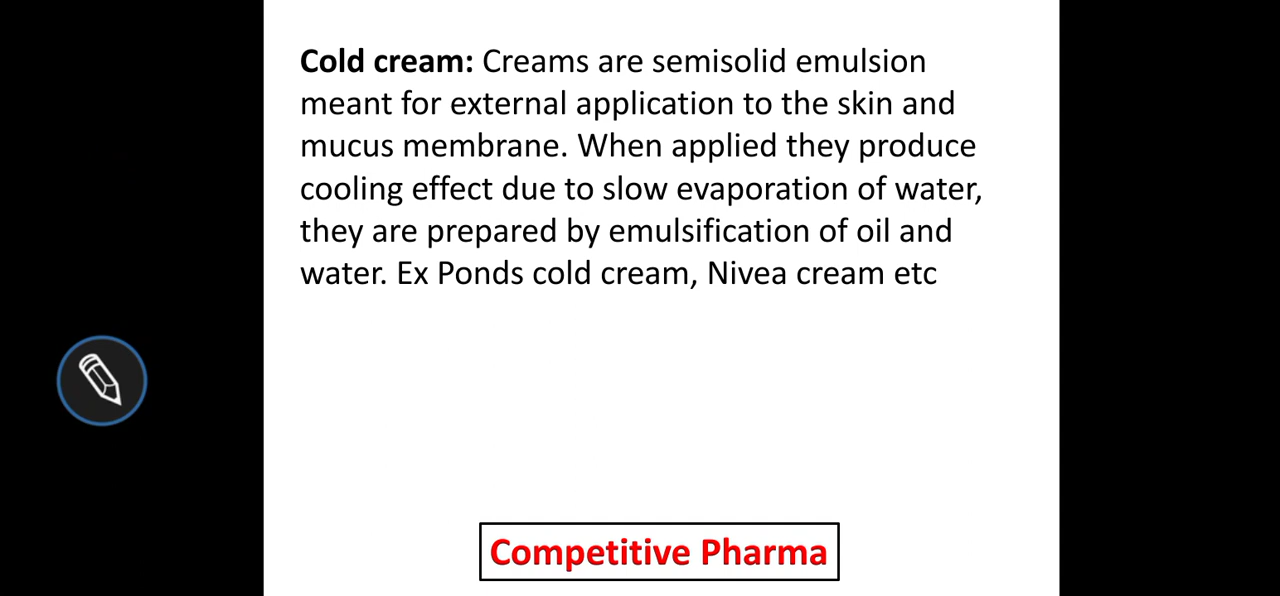 Cold cream: Creams are semisolid emulsion
meant for external application to the skin and
mucus membrane. When applied they produce
cooling effect due to slow evaporation of water,
they are prepared by emulsification of oil and
water. Ex Ponds cold cream, Nivea cream etc
Competitive Pharma